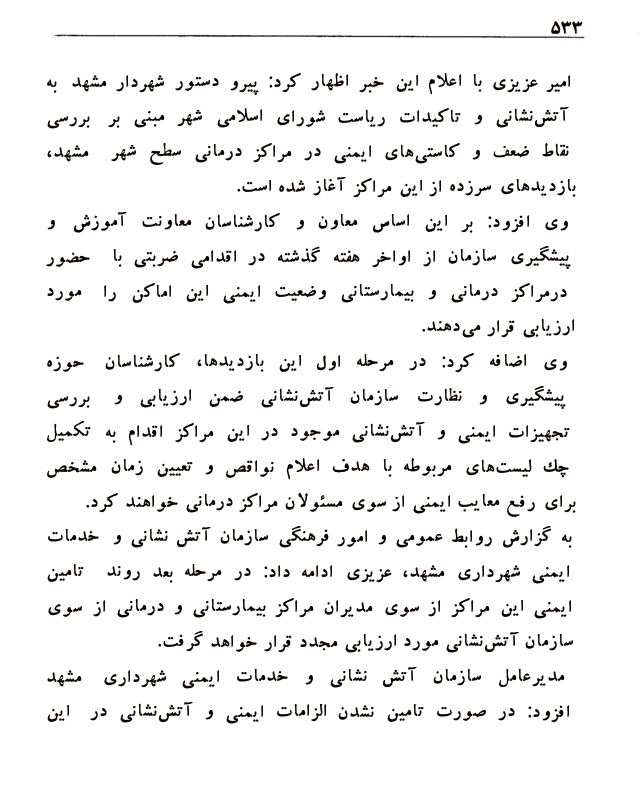 ۵۳۳
امیر عزیزی با اعلام این خبر اظهار کرد: پیرو دستور شهردار مشهد به
آتش‌نشانی و تاکیدات ریاست شورای اسلامی شهر مبنی بر بررسی
نقاط ضعف و کاستی‌های ایمنی در مراکز درمانی سطح شهر مشهد،
بازدیدهای سرزده از این مراکز آغاز شده است.
وی افزود: بر این اساس معاون و کارشناسان معاونت آموزش و
پیشگیری سازمان از اواخر هفته گذشته در اقدامی ضربتی با حضور
درمراکز درمانی و بیمارستانی وضعیت ایمنی این اماکن را مورد
ارزیابی قرار می‌دهند.
وی اضافه کرد: در مرحله اول این بازدیدها، کارشناسان حوزه
پیشگیری و نظارت سازمان آتش‌نشانی ضمن ارزیابی و بررسی
تجهیزات ایمنی و آتش‌نشانی موجود در این مراکز اقدام به تکمیل
چك لیست‌های مربوطه با هدف اعلام نواقص و تعیین زمان مشخص
برای رفع معایب ایمنی از سوی مسئولان مراکز درمانی خواهند کرد.
به گزارش روابط عمومی و امور فرهنگی سازمان آتش نشانی و خدمات
ایمنی شهرداری مشهد، عزیزی ادامه داد: در مرحله بعد روند تامین
ایمنی این مراکز از سوی مدیران مراکز بیمارستانی و درمانی از سوی
سازمان آتش‌نشانی مورد ارزیابی مجدد قرار خواهد گرفت.
مدیرعامل سازمان آتش نشانی و خدمات ایمنی شهرداری مشهد
افزود: در صورت تامین نشدن الزامات ایمنی و آتش‌نشانی در این